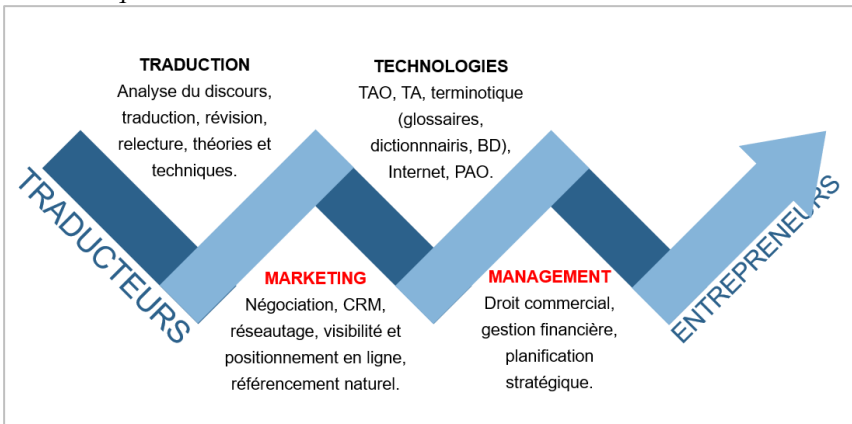 TRADUCTION
Analyse du discours,
traduction, révision,
relecture, théories et
techniques.
TECHNOLOGIES
TAO, TA, terminotique
(glossaires,
dictionnnairis, BD),
Internet, PAO.
TRADUCTEURS
MARKETING
Négociation, CRM,
réseautage, visibilité et
positionnement en ligne,
référencement naturel.
MANAGEMENT
Droit commercial,
gestion financière,
planification
stratégique.
ENTREPRENEURS